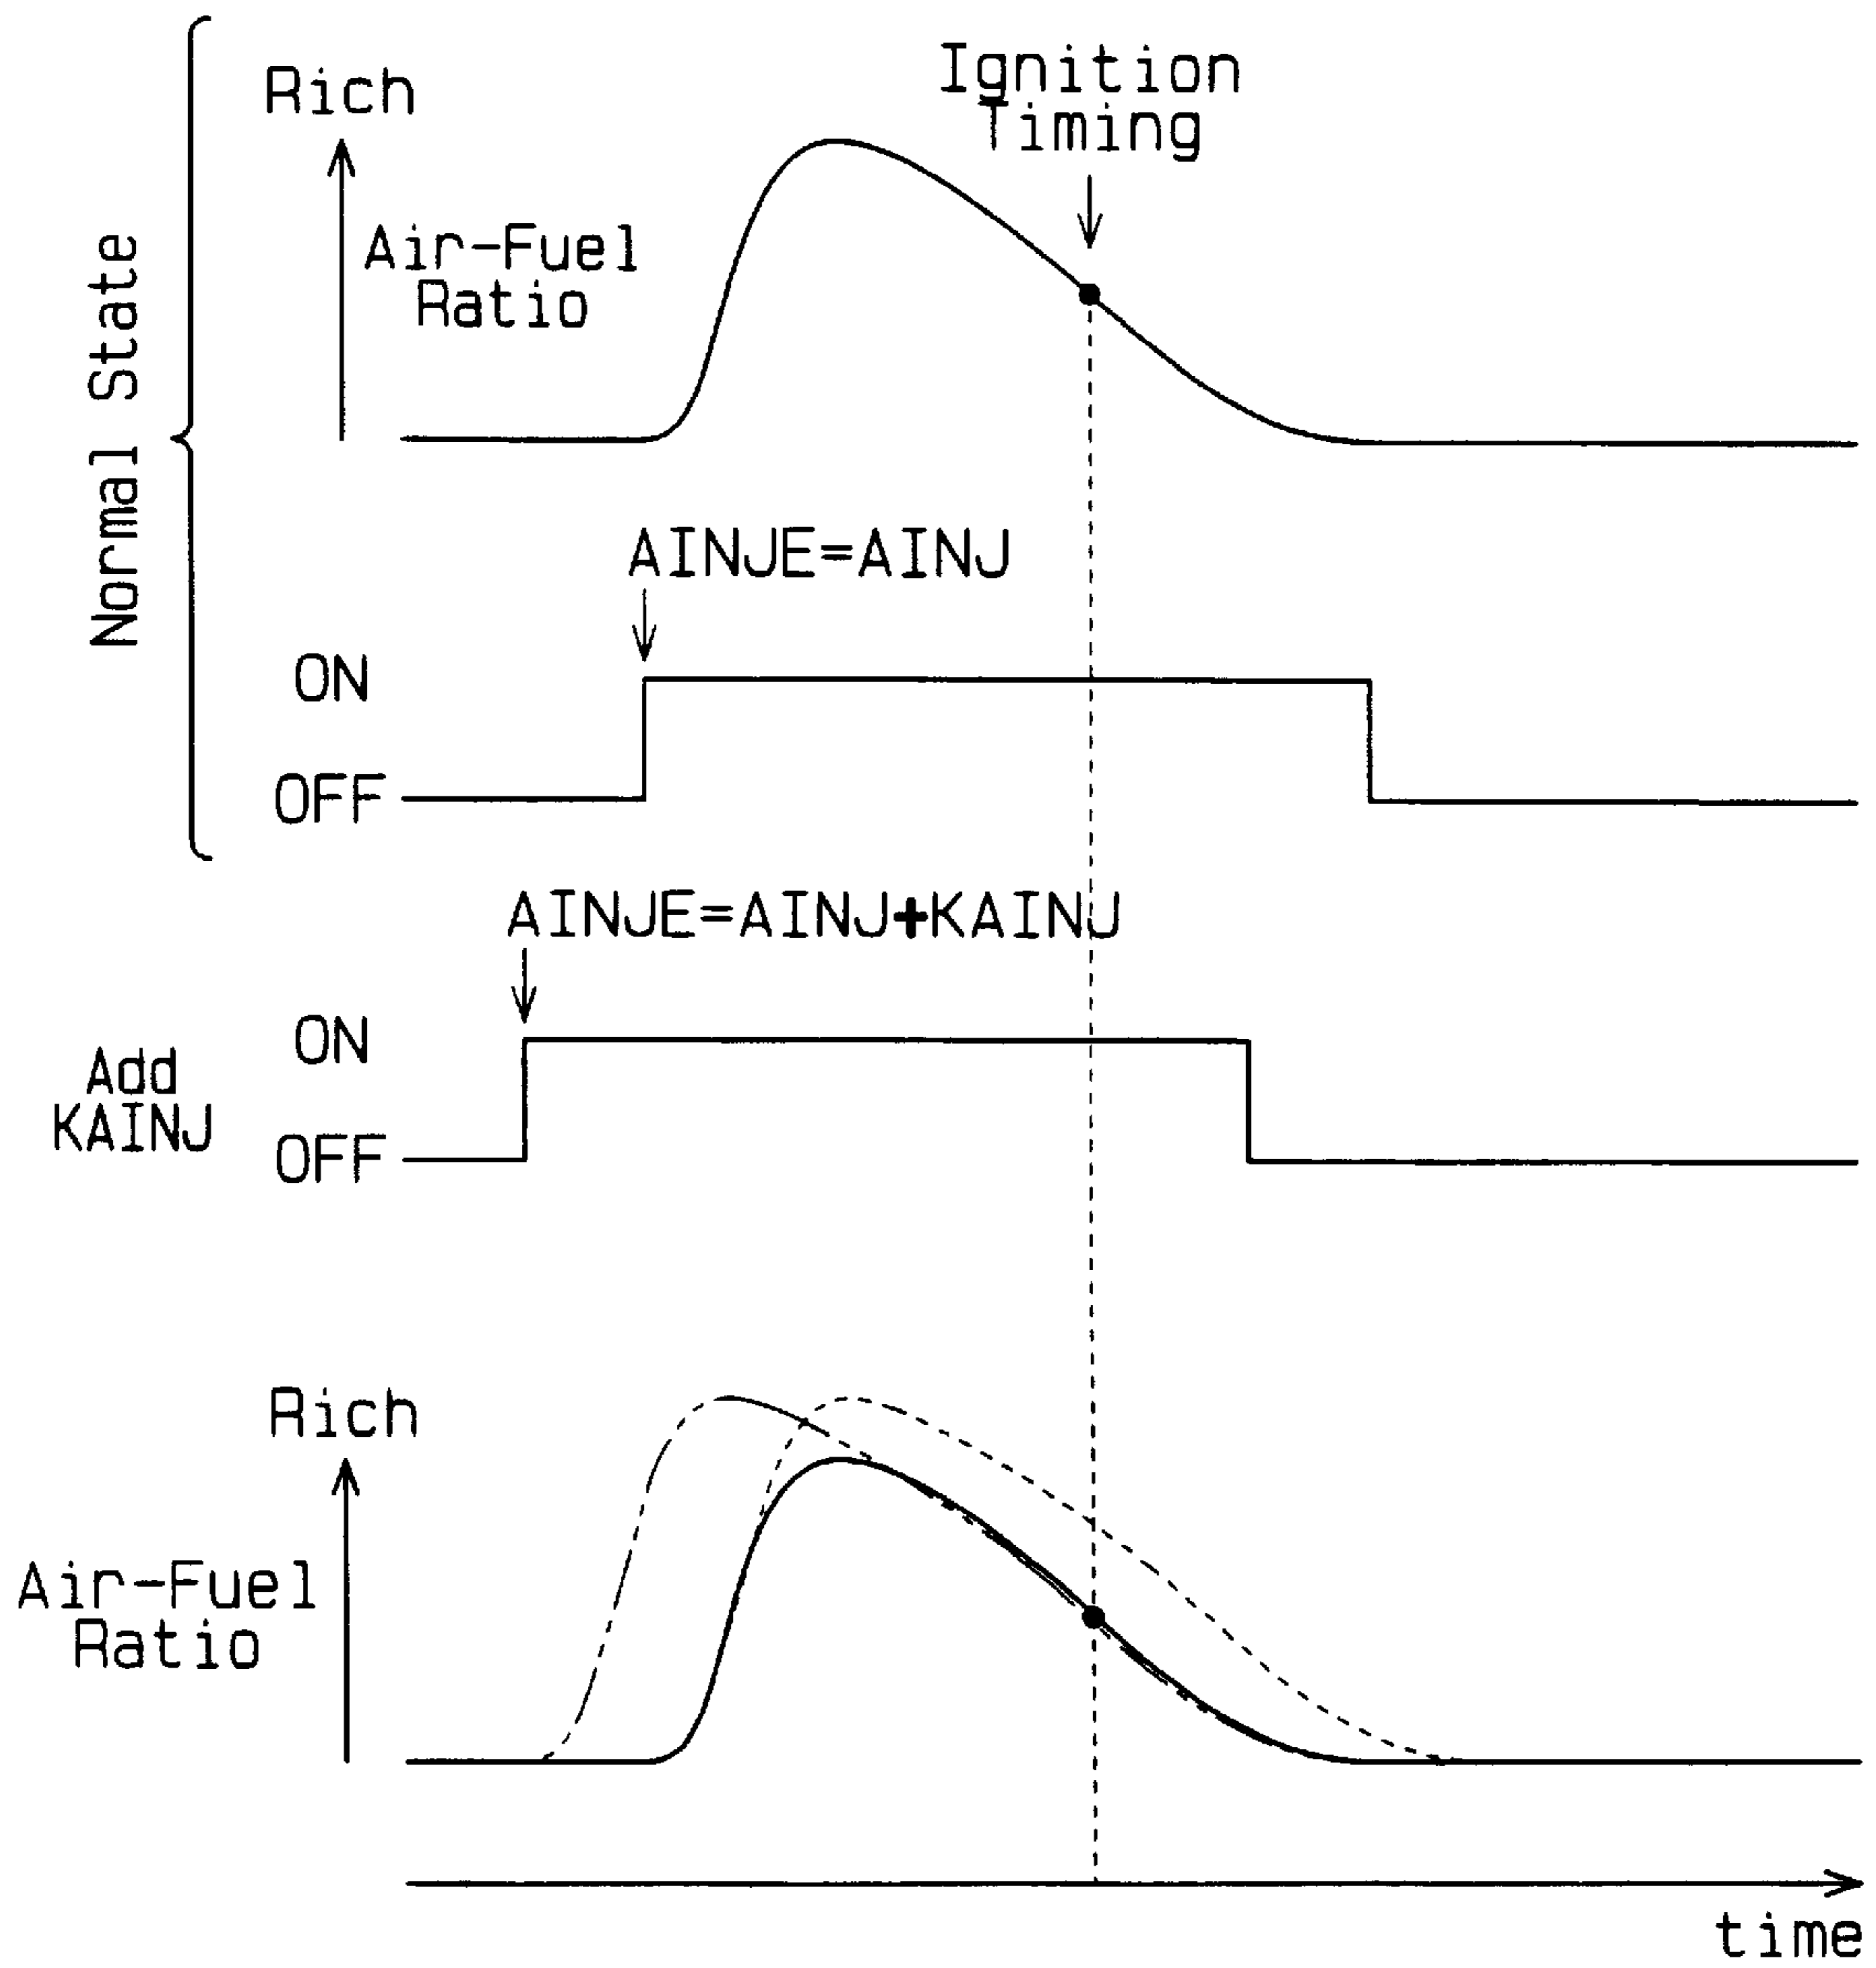 Normal State
Rich
Air-Fuel
Ratio
Ignition
Timing
AINJE=AINJ
ON
OFF
AINJE=AINJ+KAINJ
Add
KAINJ
ON
OFF
Rich
Air-Fuel
Ratio
time